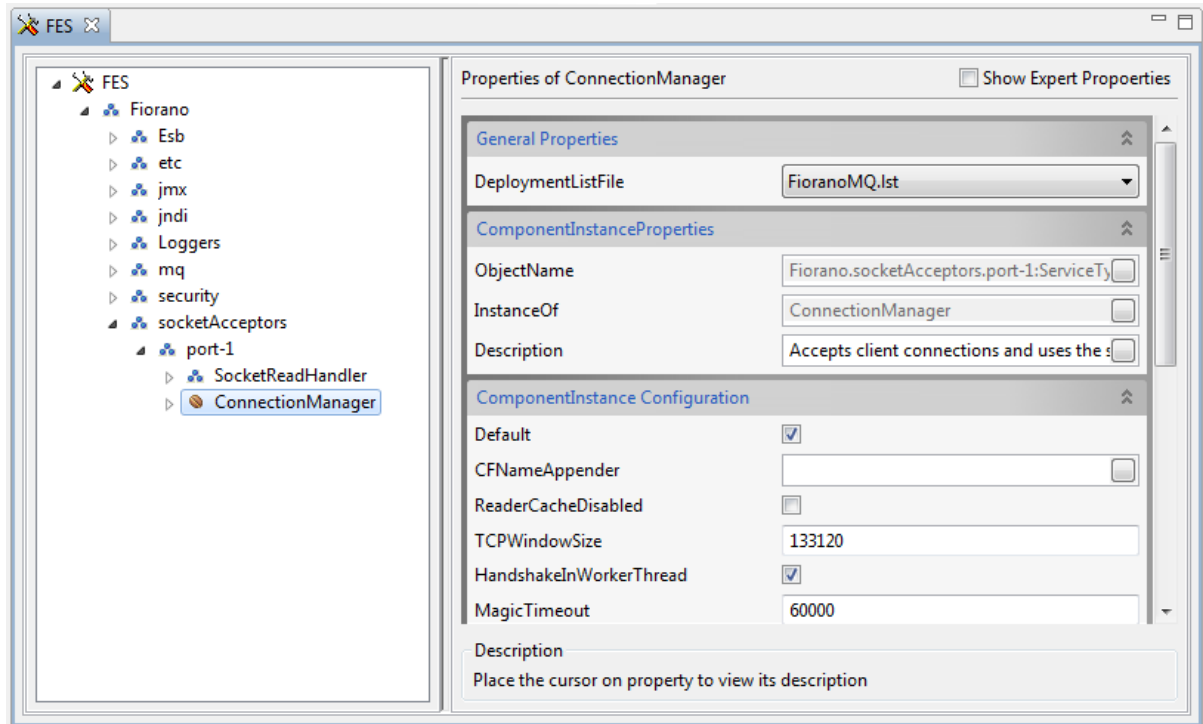 FES
FES
Fiorano
Esb
etc
jmx
jndi
Loggers
mq
security
socketAcceptors
port-1
SocketReadHandler
ConnectionManager
Properties of ConnectionManager
Show Expert Propoerties
General Properties
DeploymentListFile FioranoMQ.lst
ComponentInstanceProperties
ObjectName Fiorano.socketAcceptors.port-1:ServiceTy
InstanceOf ConnectionManager
Description Accepts client connections and uses the s
ComponentInstance Configuration
Default
CFNameAppender
ReaderCacheDisabled
TCPWindowSize 133120
HandshakeInWorkerThread
MagicTimeout 60000
Description
Place the cursor on property to view its description